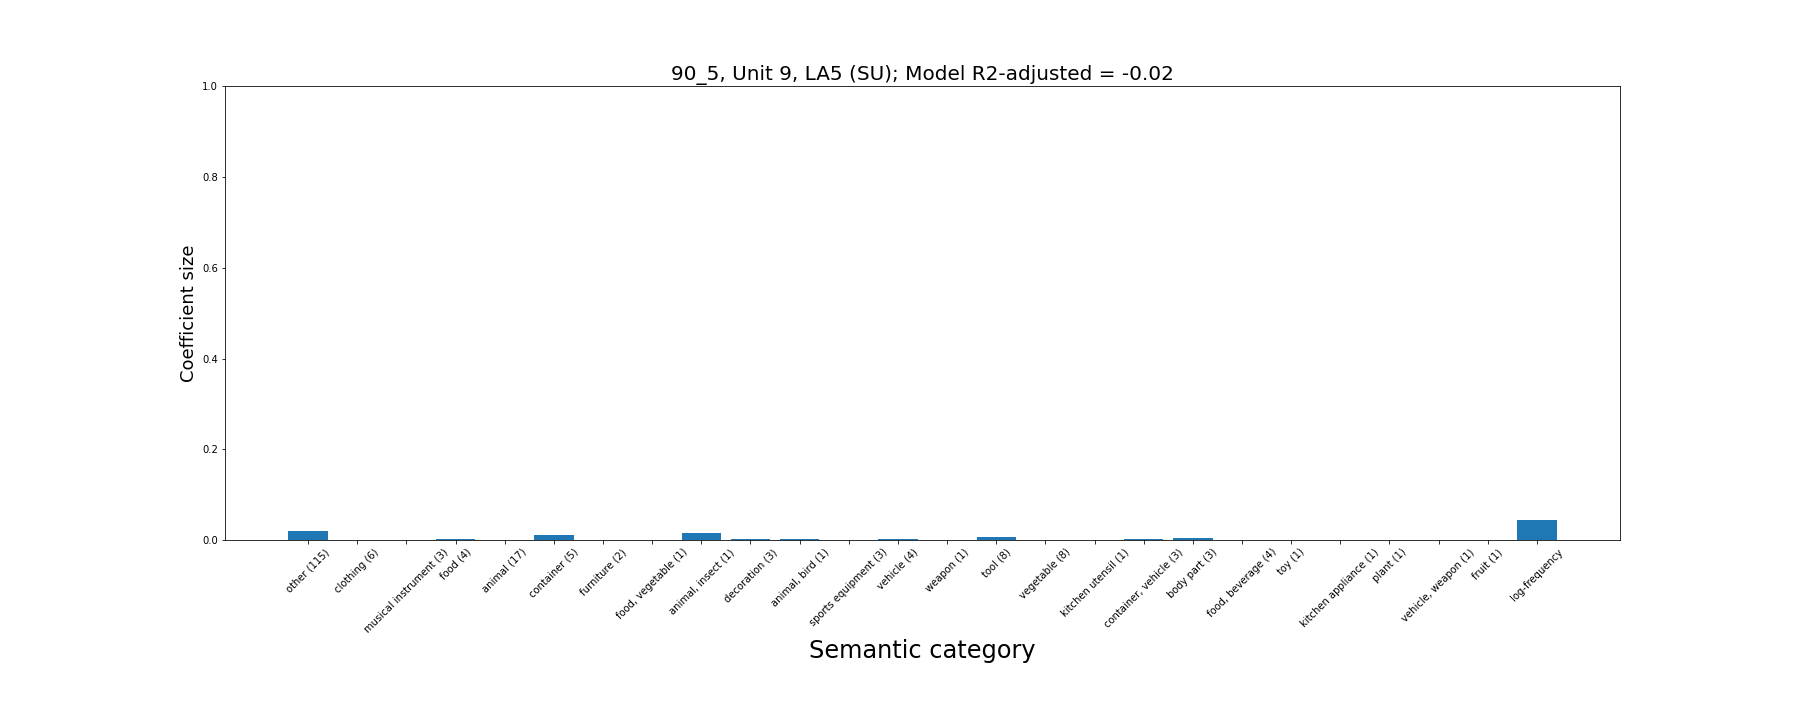 90_5, Unit 9, LA5 (SU); Model R2-adjusted = -0.02
1.0
0.8
0.6
0.4
0.2
0.0
Coefficient size
other (115)
clothing (6)
musical instrument (3)
food (4)
animal (17)
container (5)
furniture (2)
food, vegetable (1)
animal, insect (1)
decoration (3)
animal, bird (1)
sports equipment (3)
vehicle (4)
weapon (1)
tool (8)
vegetable (8)
kitchen utensil (1)
container, vehicle (3)
body part (3)
food, beverage (4)
toy (1)
kitchen appliance (1)
plant (1)
vehicle, weapon (1)
fruit (1)
log-frequency
Semantic category